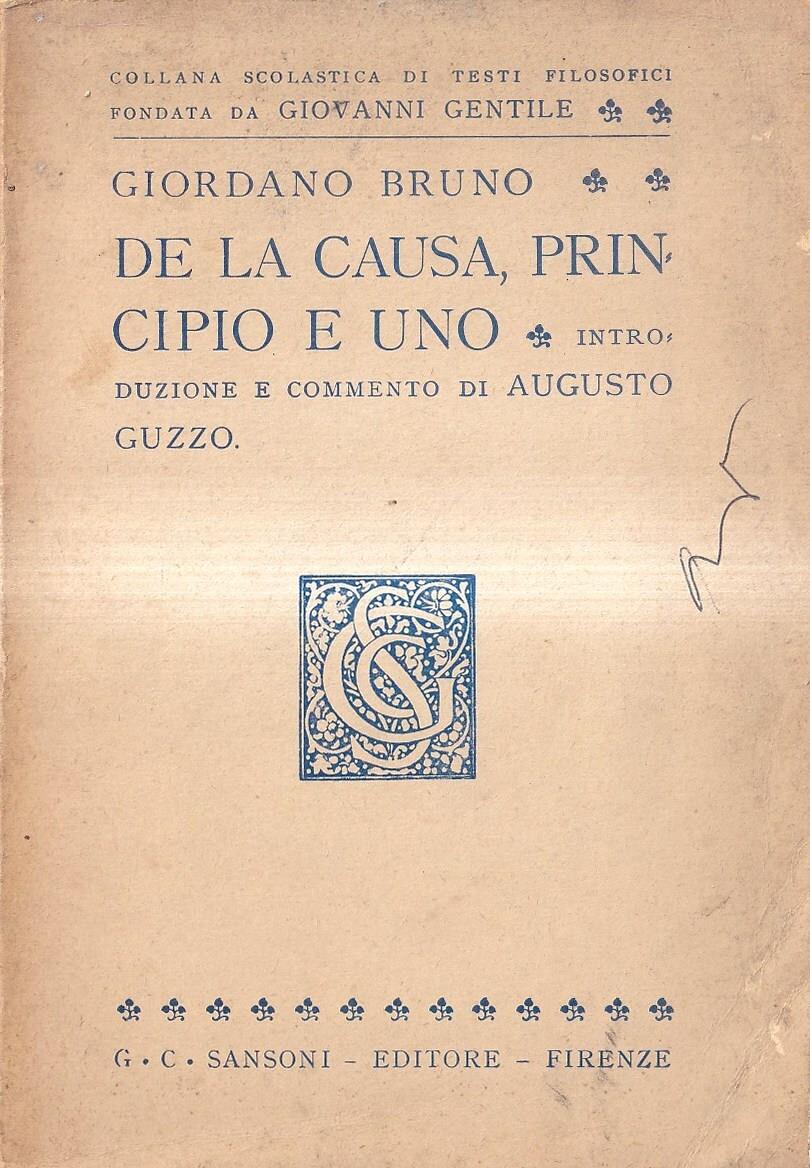 COLLANA SCOLASTICA DI TESTI FILOSOFICI
FONDATA DA GIOVANNI GENTILE
GIORDANO BRUNO
DE LA CAUSA, PRIN-
CIPIO E UNO INTRO-
DUZIONE E COMMENTO DI AUGUSTO
GUZZO.
G · C · SANSONI – EDITORE – FIRENZE